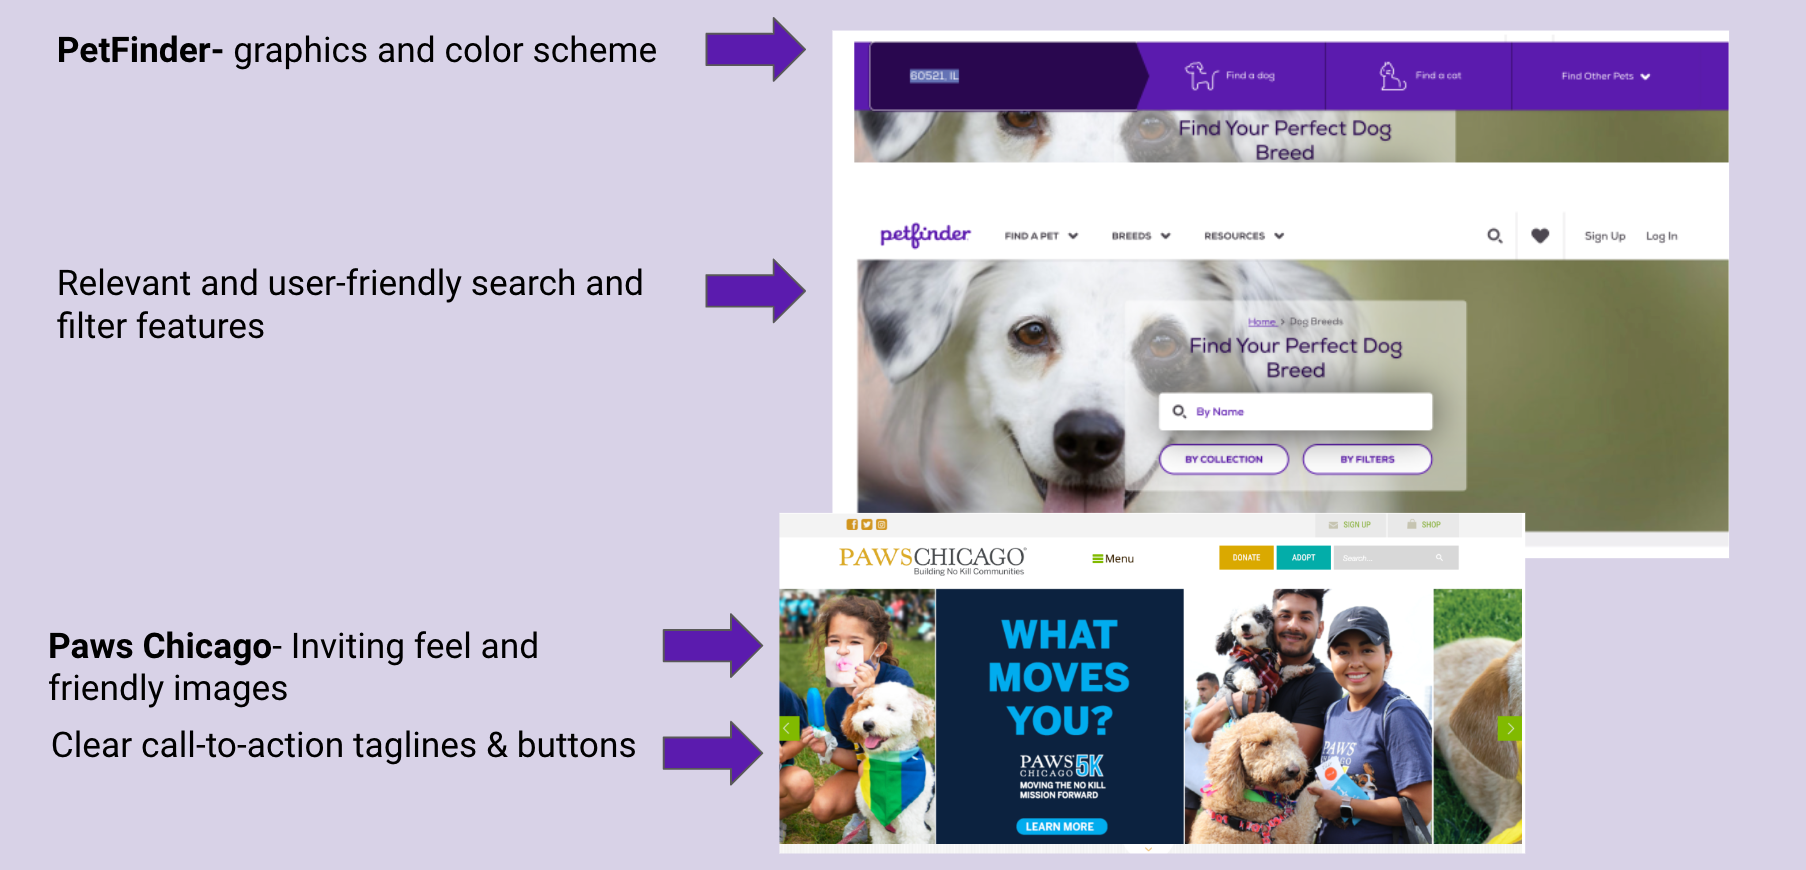 PetFinder- graphics and color scheme
60521, IL
Find a dog
Find a cat
Find Other Pets
Find Your Perfect Dog
Breed
petfinder
FIND A PET
BREEDS
RESOURCES
Sign Up
Log In
Relevant and user-friendly search and
filter features
Home > Dog Breeds
Find Your Perfect Dog
Breed
By Name
BY COLLECTION
BY FILTERS
SIGN UP
SHOP
PAWSCHICAGO
Building No Kill Communities
Menu
DONATE
ADOPT
Search...
Paws Chicago- Inviting feel and
friendly images
Clear call-to-action taglines & buttons
WHAT
MOVES
YOU?
PAWS
CHICAGO
5K
MOVING THE NO KILL
MISSION FORWARD
LEARN MORE
PAWS